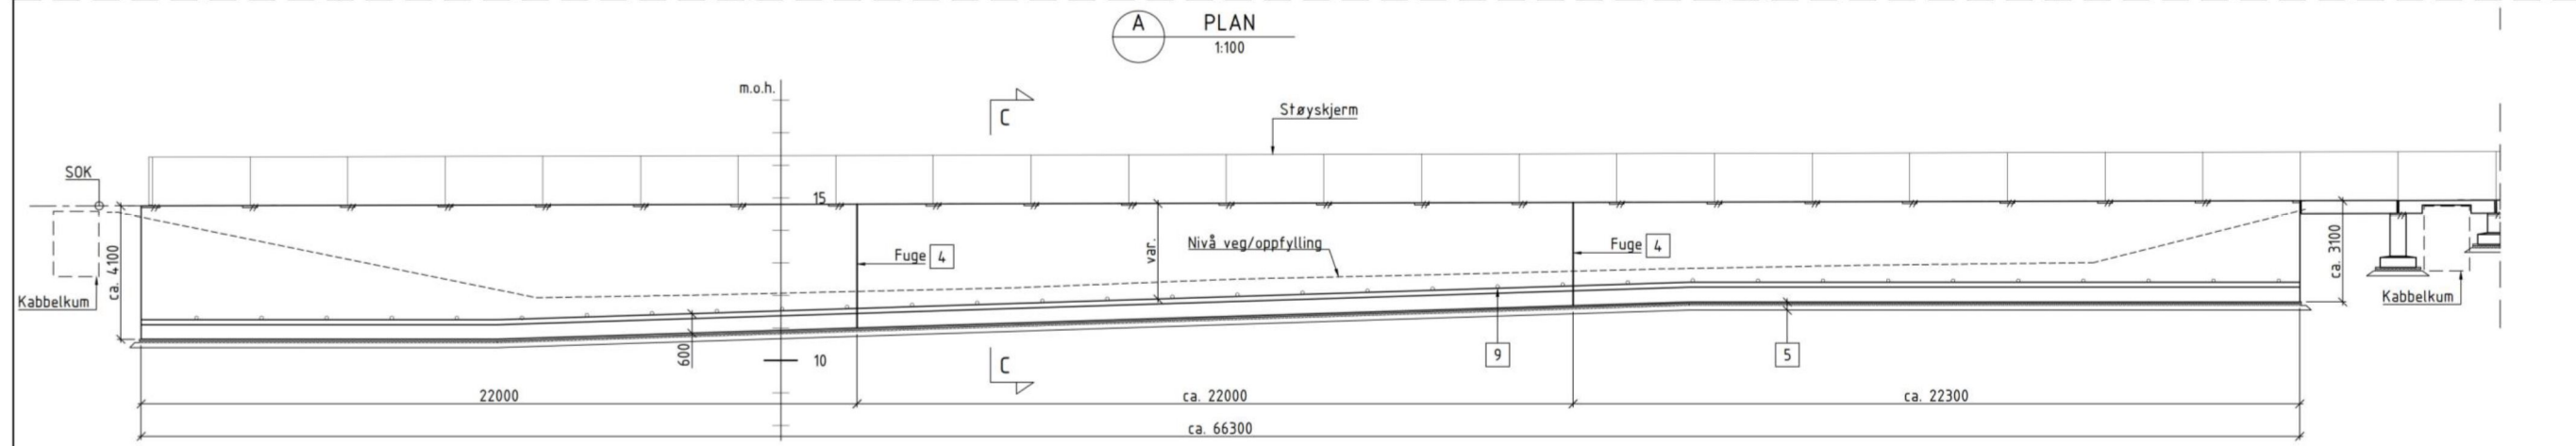 A PLAN
1:100
m.o.h.
C
Støyskjerm
SOK
15
ca. 4100
Fuge 4
var.
Nivå veg/oppfylling
Fuge 4
ca. 3100
Kabbelkum
Kabbelkum
600
10
C
9
5
22000
ca. 22000
ca. 22300
ca. 66300